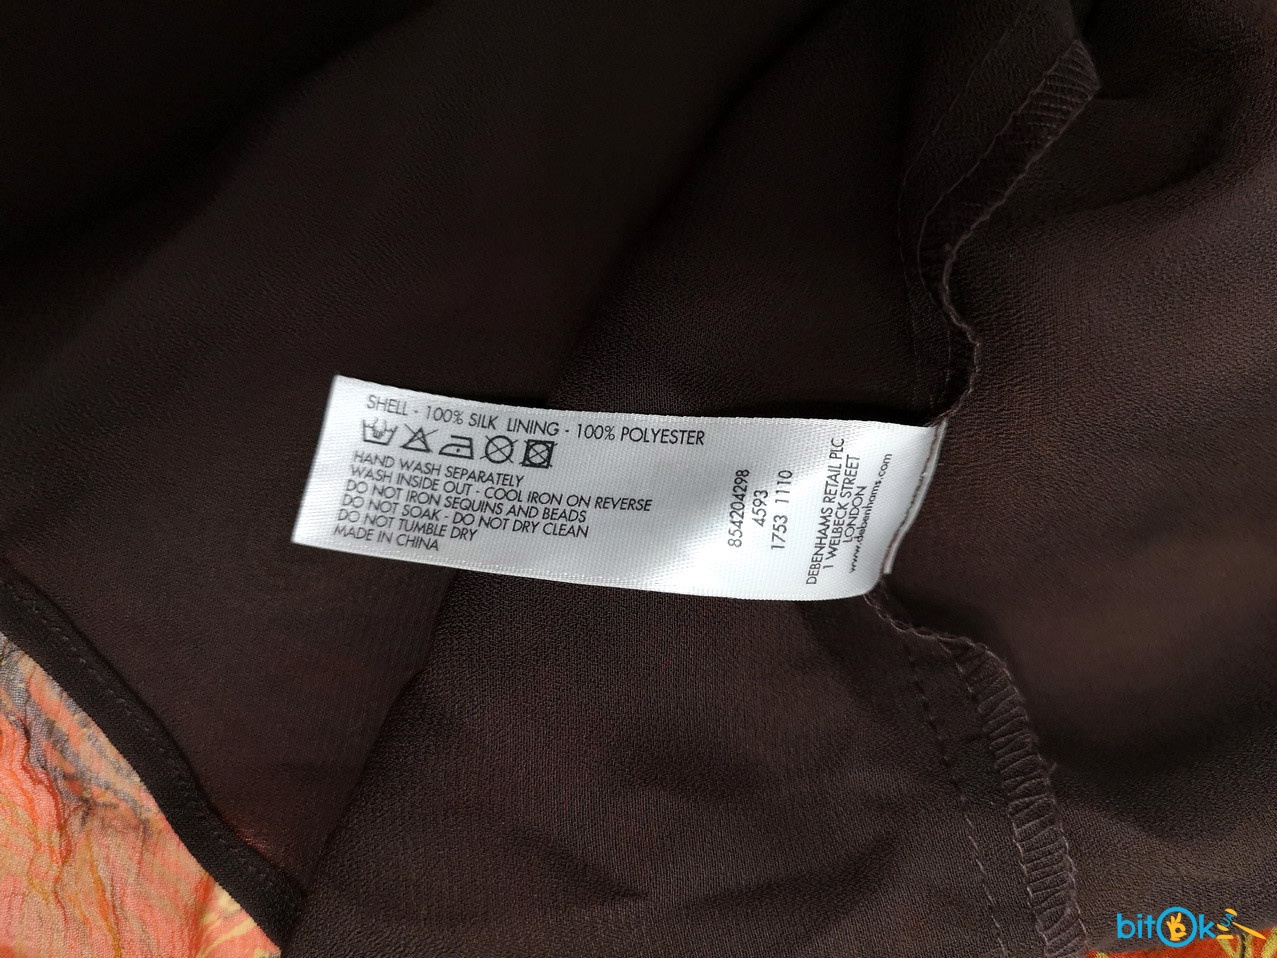 SHELL - 100% SILK LINING - 100% POLYESTER
HAND WASH SEPARATELY
WASH INSIDE OUT - COOL IRON ON REVERSE
DO NOT IRON SEQUINS AND BEADS
DO NOT SOAK - DO NOT DRY CLEAN
DO NOT TUMBLE DRY
MADE IN CHINA
854204298
4593
1753 1110
DEBENHAMS RETAIL PLC
1 WELBECK STREET
LONDON
www.debenhams.com
bitOk